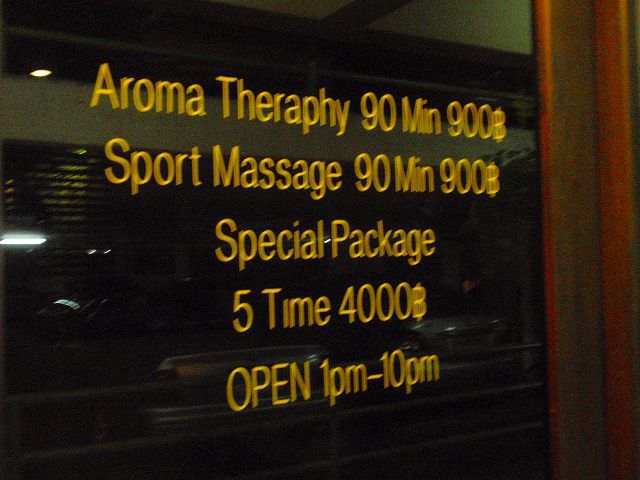 Aroma Theraphy 90 Min 900฿
Sport Massage 90 Min 900฿
Special Package
5 Time 4000฿
OPEN 1pm-10pm